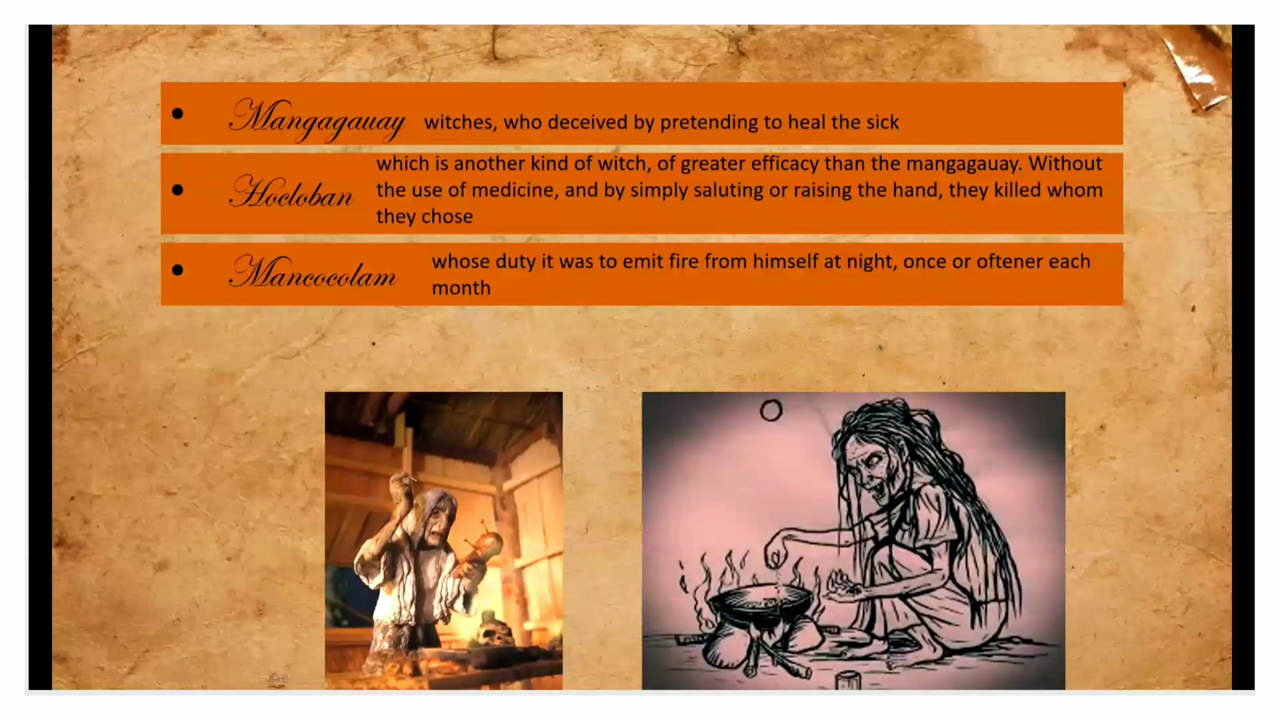 • Mangagauay witches, who deceived by pretending to heal the sick
which is another kind of witch, of greater efficacy than the mangagauay. Without
• Hocloban the use of medicine, and by simply saluting or raising the hand, they killed whom
they chose
• Mancocolam whose duty it was to emit fire from himself at night, once or oftener each
month